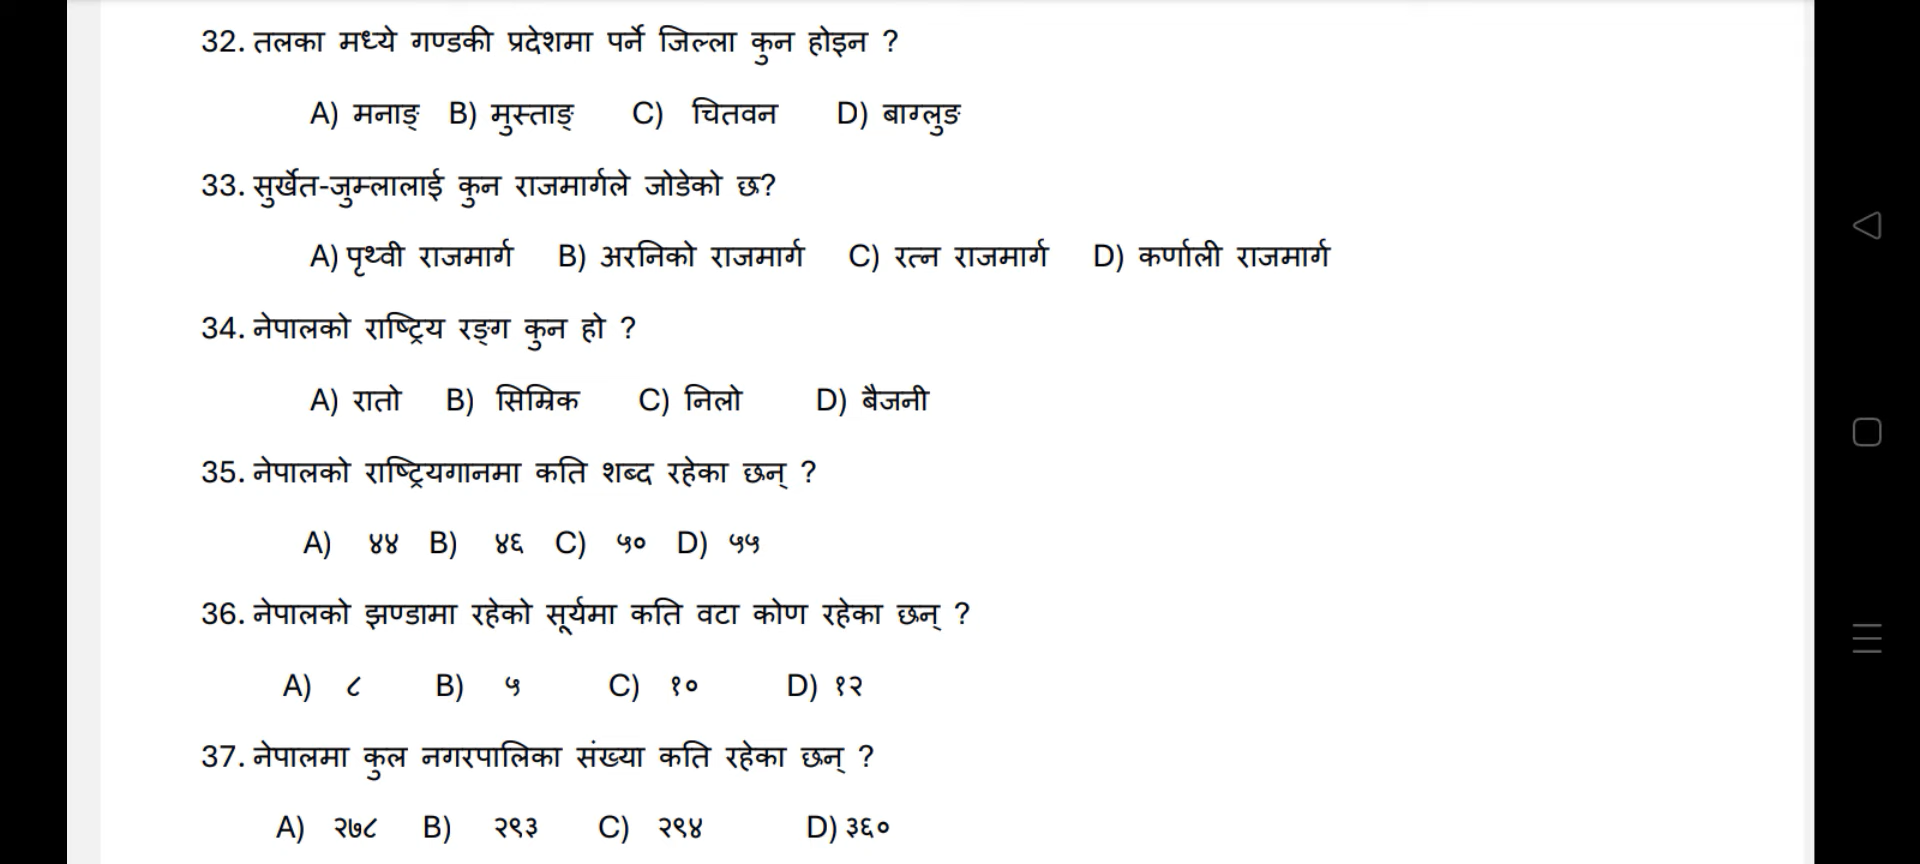 32. तलका मध्ये गण्डकी प्रदेशमा पर्ने जिल्ला कुन होइन ?
A) मनाङ् B) मुस्ताङ् C) चितवन D) बाग्लुङ
33. सुर्खेत-जुम्लालाई कुन राजमार्गले जोडेको छ?
A) पृथ्वी राजमार्ग B) अरनिको राजमार्ग C) रत्न राजमार्ग D) कर्णाली राजमार्ग
34. नेपालको राष्ट्रिय रङ्ग कुन हो ?
A) रातो B) सिम्रिक C) निलो D) बैजनी
35. नेपालको राष्ट्रियगानमा कति शब्द रहेका छन् ?
A) ४४ B) ४६ C) ५० D) ५५
36. नेपालको झण्डामा रहेको सूर्यमा कति वटा कोण रहेका छन् ?
A) ८ B) ५ C) १० D) १२
37. नेपालमा कुल नगरपालिका संख्या कति रहेका छन् ?
A) २७८ B) २९३ C) २९४ D) ३६०